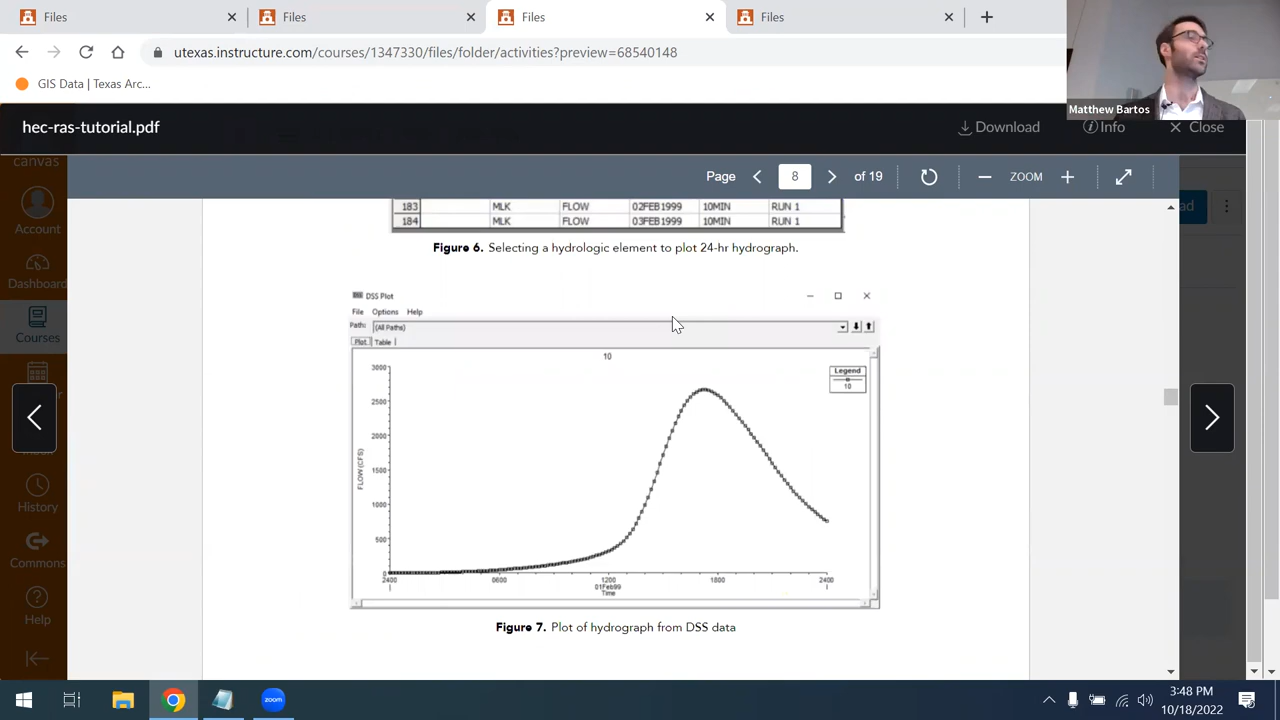 Files
Files
Files
Files
utexas.instructure.com/courses/1347330/files/folder/activities?preview=68540148
GIS Data | Texas Arc...
Matthew Bartos
hec-ras-tutorial.pdf
Download
Info
Close
canvas
Page
8
of 19
ZOOM
Account
Dashboard
Courses
History
Commons
Help
ad
183 MLK FLOW 02FEB1999 10MIN RUN 1
184 MLK FLOW 03FEB1999 10MIN RUN 1
Figure 6. Selecting a hydrologic element to plot 24-hr hydrograph.
DSS Plot
File Options Help
Path: (All Paths)
Plot Table
10
Legend
10
FLOW (CFS)
3000
2500
2000
1500
1000
500
0
2400 0600 1200 1800 2400
01Feb99
Time
Figure 7. Plot of hydrograph from DSS data
3:48 PM
10/18/2022